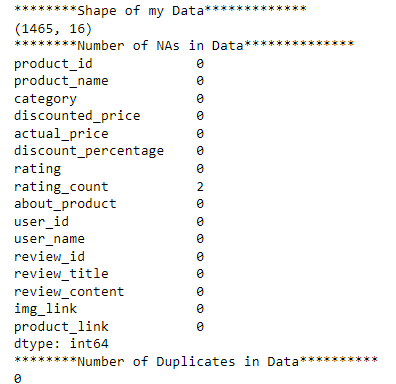 ********Shape of my Data*************
(1465, 16)
********Number of NAs in Data**************
product_id 0
product_name 0
category 0
discounted_price 0
actual_price 0
discount_percentage 0
rating 0
rating_count 2
about_product 0
user_id 0
user_name 0
review_id 0
review_title 0
review_content 0
img_link 0
product_link 0
dtype: int64
********Number of Duplicates in Data**********
0